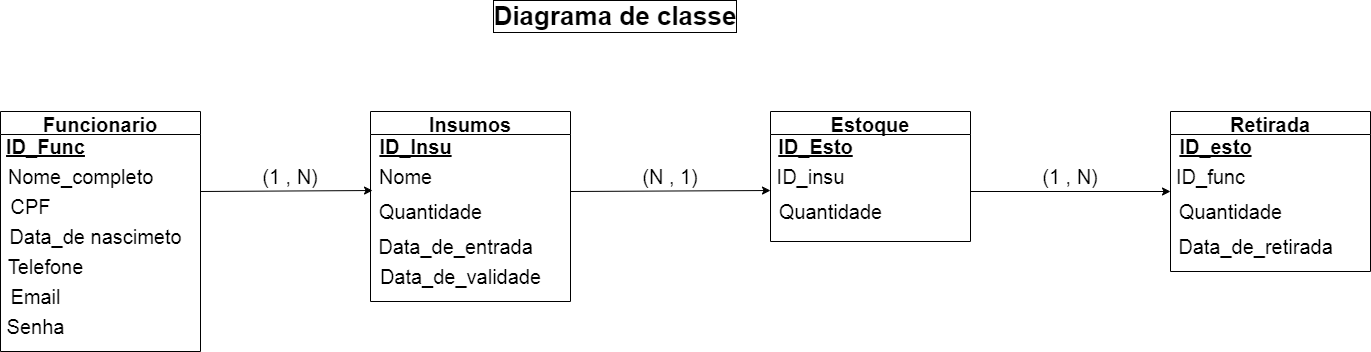 Diagrama de classe
Funcionario
ID_Func
Nome_completo
CPF
Data_de nascimeto
Telefone
Email
Senha
(1 , N)
Insumos
ID_Insu
Nome
Quantidade
Data_de_entrada
Data_de_validade
(N , 1)
Estoque
ID_Esto
ID_insu
Quantidade
(1 , N)
Retirada
ID_esto
ID_func
Quantidade
Data_de_retirada